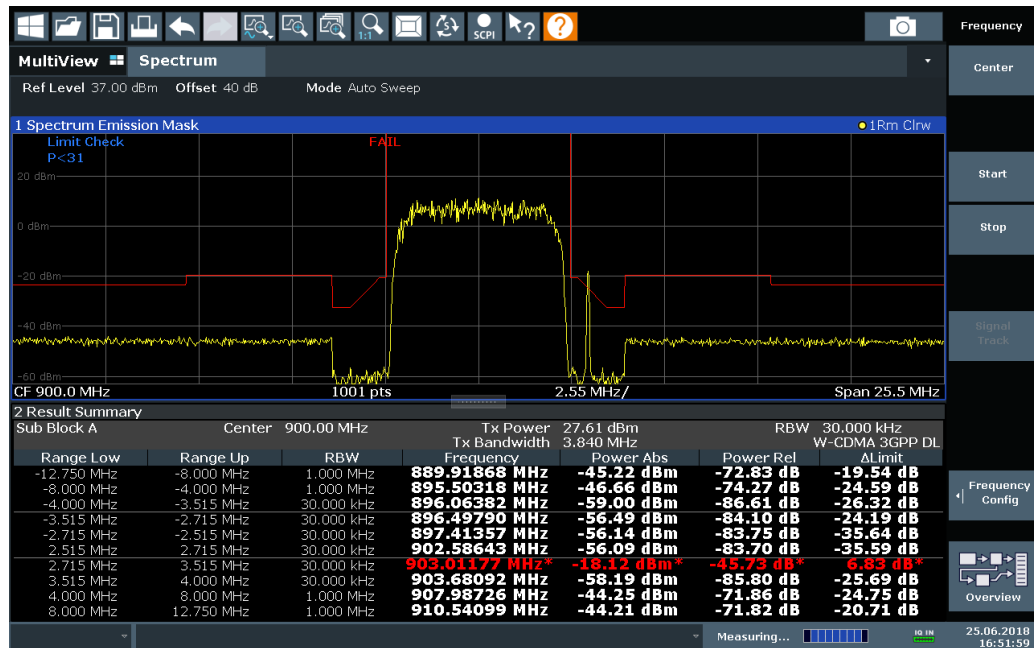 1:1
S
SCPI
?
?
Frequency
MultiView Spectrum
Center
Ref Level 37.00 dBm Offset 40 dB Mode Auto Sweep
1 Spectrum Emission Mask 1Rm Clrw
Limit Check FAIL
P<31
20 dBm
Start
0 dBm
Stop
-20 dBm
-40 dBm
Signal
Track
-60 dBm
CF 900.0 MHz 1001 pts 2.55 MHz/ Span 25.5 MHz
2 Result Summary
Sub Block A Center 900.00 MHz Tx Power 27.61 dBm RBW 30.000 kHz
Tx Bandwidth 3.840 MHz W-CDMA 3GPP DL
Range Low Range Up RBW Frequency Power Abs Power Rel ΔLimit
-12.750 MHz -8.000 MHz 1.000 MHz 889.91868 MHz -45.22 dBm -72.83 dB -19.54 dB
-8.000 MHz -4.000 MHz 1.000 MHz 895.50318 MHz -46.66 dBm -74.27 dB -24.59 dB
-4.000 MHz -3.515 MHz 30.000 kHz 896.06382 MHz -59.00 dBm -86.61 dB -26.32 dB
-3.515 MHz -2.715 MHz 30.000 kHz 896.49790 MHz -56.49 dBm -84.10 dB -24.19 dB
-2.715 MHz -2.515 MHz 30.000 kHz 897.41357 MHz -56.14 dBm -83.75 dB -35.64 dB
2.515 MHz 2.715 MHz 30.000 kHz 902.58643 MHz -56.09 dBm -83.70 dB -35.59 dB
2.715 MHz 3.515 MHz 30.000 kHz 903.01177 MHz* -18.12 dBm* -45.73 dB* 6.83 dB*
3.515 MHz 4.000 MHz 30.000 kHz 903.68092 MHz -58.19 dBm -85.80 dB -25.69 dB
4.000 MHz 8.000 MHz 1.000 MHz 907.98726 MHz -44.25 dBm -71.86 dB -24.75 dB
8.000 MHz 12.750 MHz 1.000 MHz 910.54099 MHz -44.21 dBm -71.82 dB -20.71 dB
Frequency
Config
Overview
Measuring... IQ IN
25.06.2018
16:51:59